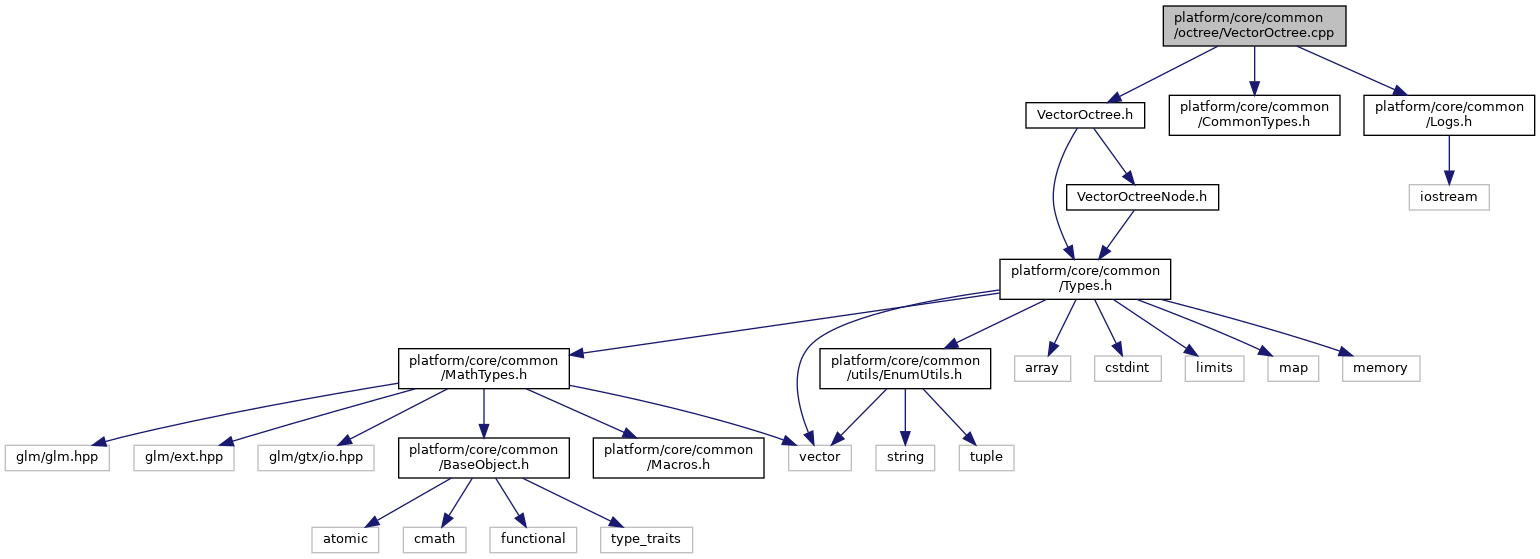 platform/core/common
/octree/VectorOctree.cpp
VectorOctree.h
platform/core/common
/CommonTypes.h
platform/core/common
/Logs.h
VectorOctreeNode.h
iostream
platform/core/common
/Types.h
platform/core/common
/MathTypes.h
platform/core/common
/utils/EnumUtils.h
array
cstdint
limits
map
memory
glm/glm.hpp
glm/ext.hpp
glm/gtx/io.hpp
platform/core/common
/BaseObject.h
platform/core/common
/Macros.h
vector
string
tuple
atomic
cmath
functional
type_traits